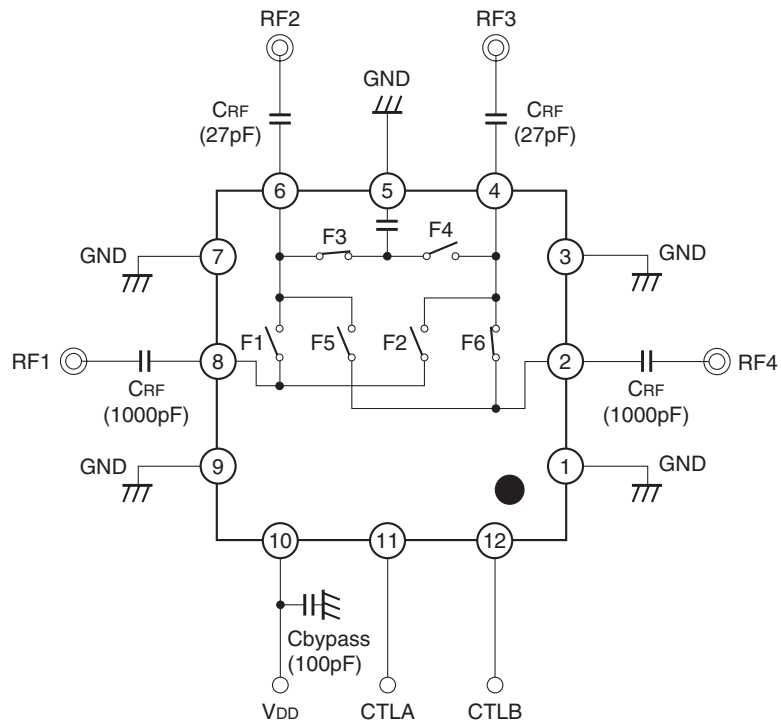 RF2
RF3
GND
CRF
(27pF)
CRF
(27pF)
6
5
4
F3
F4
GND
7
3
GND
RF1
8
F1
F5
F2
F6
2
RF4
CRF
(1000pF)
CRF
(1000pF)
GND
9
1
GND
10
11
12
Cbypass
(100pF)
VDD
CTLA
CTLB